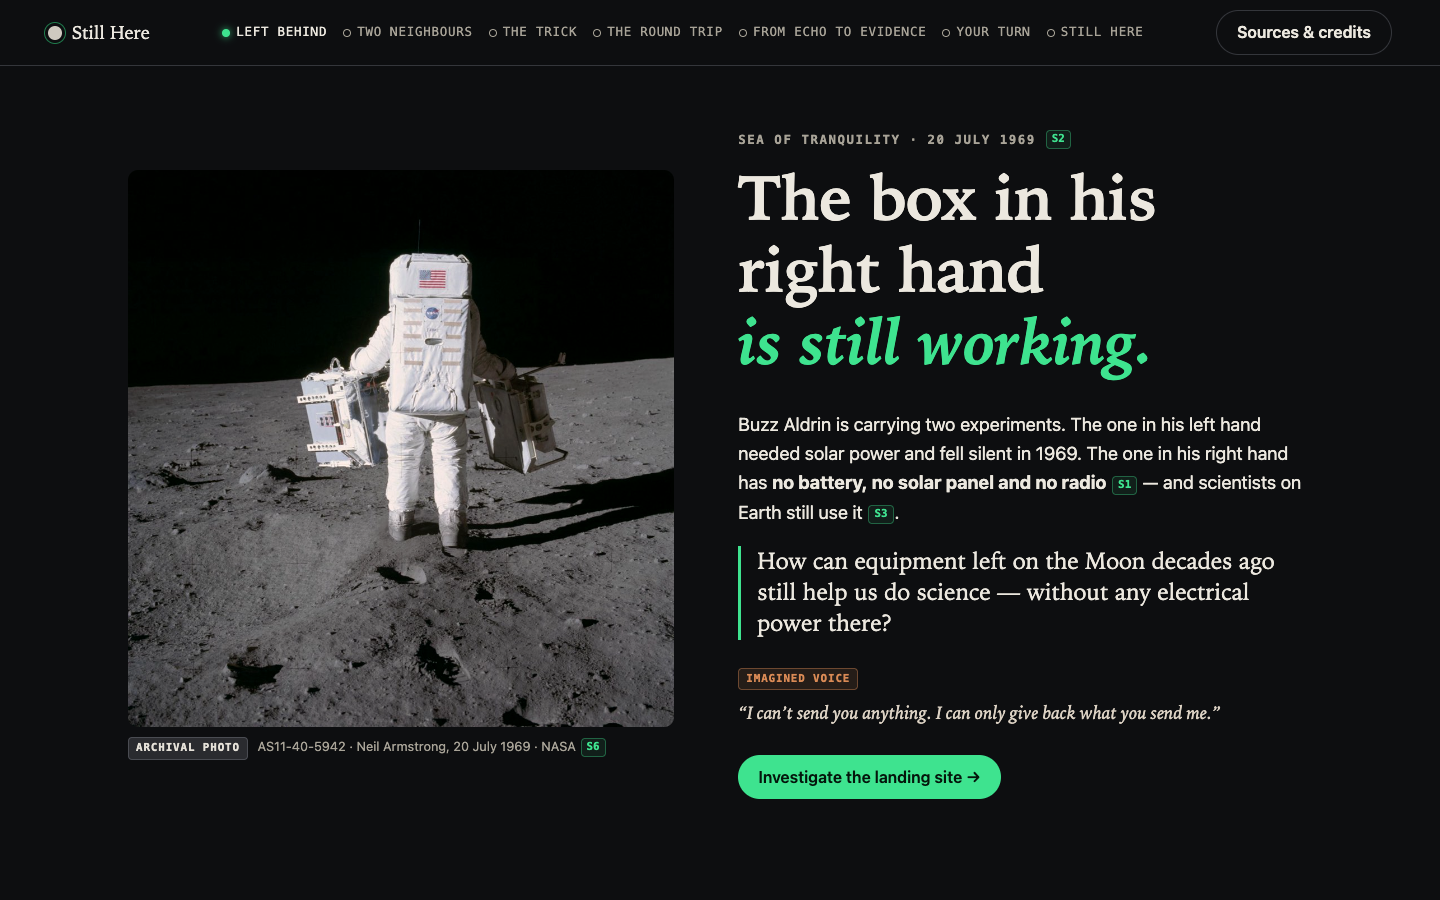 Still Here
LEFT BEHIND
TWO NEIGHBOURS
THE TRICK
THE ROUND TRIP
FROM ECHO TO EVIDENCE
YOUR TURN
STILL HERE
Sources & credits
SEA OF TRANQUILITY · 20 JULY 1969 S2
The box in his
right hand
is still working.
Buzz Aldrin is carrying two experiments. The one in his left hand
needed solar power and fell silent in 1969. The one in his right hand
has no battery, no solar panel and no radio S1 — and scientists on
Earth still use it S3.
How can equipment left on the Moon decades ago
still help us do science — without any electrical
power there?
IMAGINED VOICE
“I can’t send you anything. I can only give back what you send me.”
Investigate the landing site →
ARCHIVAL PHOTO AS11-40-5942 · Neil Armstrong, 20 July 1969 · NASA S6